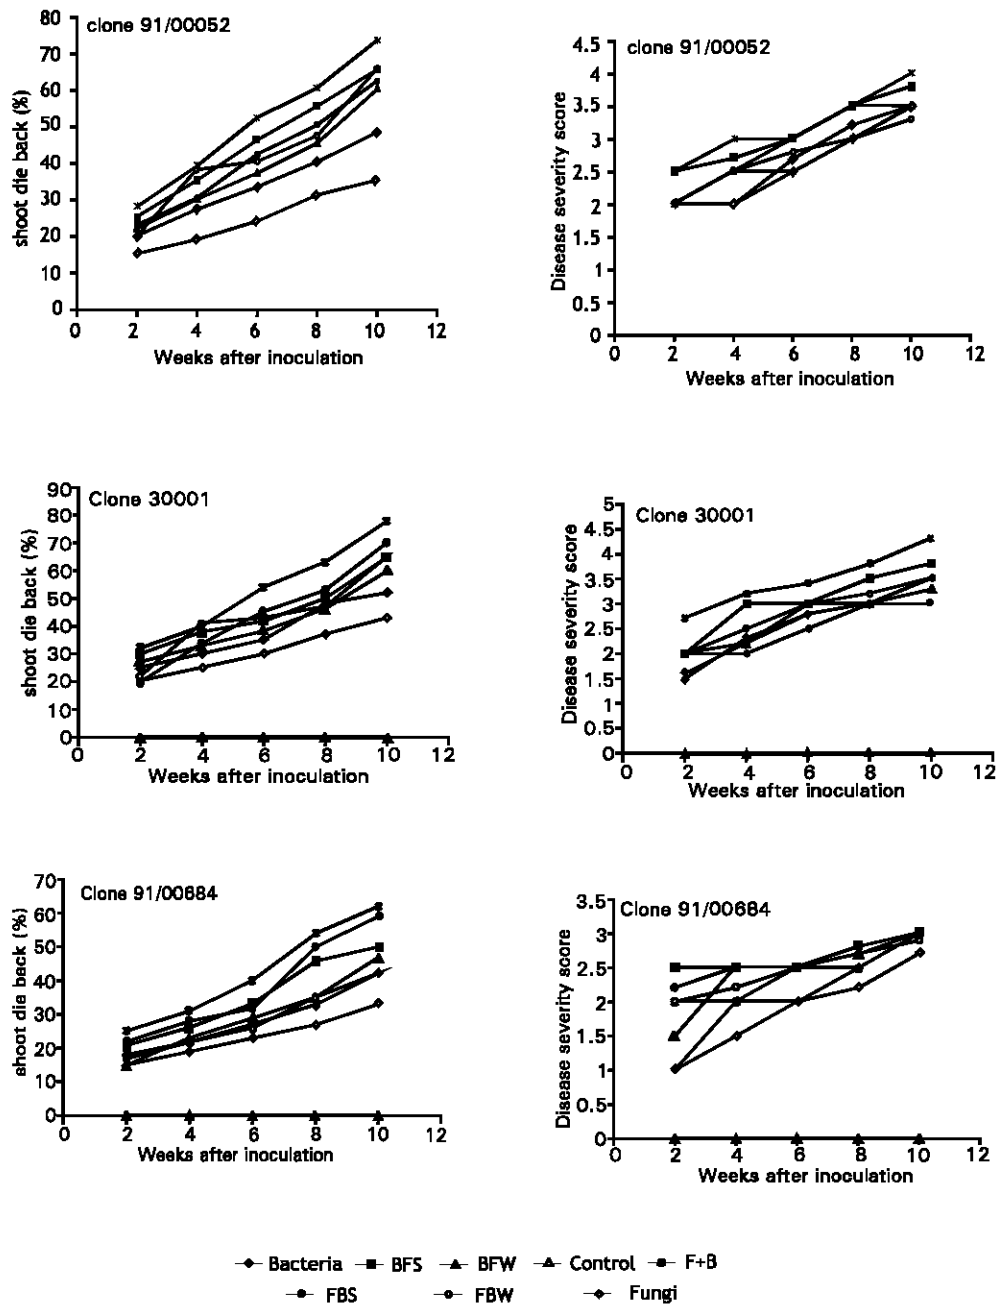 clone 91/00052
shoot die back (%)
80
70
60
50
40
30
20
10
0
0 2 4 6 8 10 12
Weeks after inoculation
clone 91/00052
Disease severity score
4.5
4
3.5
3
2.5
2
1.5
1
0.5
0
0 2 4 6 8 10 12
Weeks after inoculation
Clone 30001
shoot die back (%)
90
80
70
60
50
40
30
20
10
0
0 2 4 6 8 10 12
Weeks after inoculation
Clone 30001
Disease severity score
5
4.5
4
3.5
3
2.5
2
1.5
1
0.5
0
0 2 4 6 8 10 12
Weeks after inoculation
Clone 91/00684
shoot die back (%)
70
60
50
40
30
20
10
0
0 2 4 6 8 10 12
Weeks after inoculation
Clone 91/00684
Disease severity score
3.5
3
2.5
2
1.5
1
0.5
0
0 2 4 6 8 10 12
Weeks after inoculation
Bacteria BFS BFW Control F+B
FBS FBW Fungi